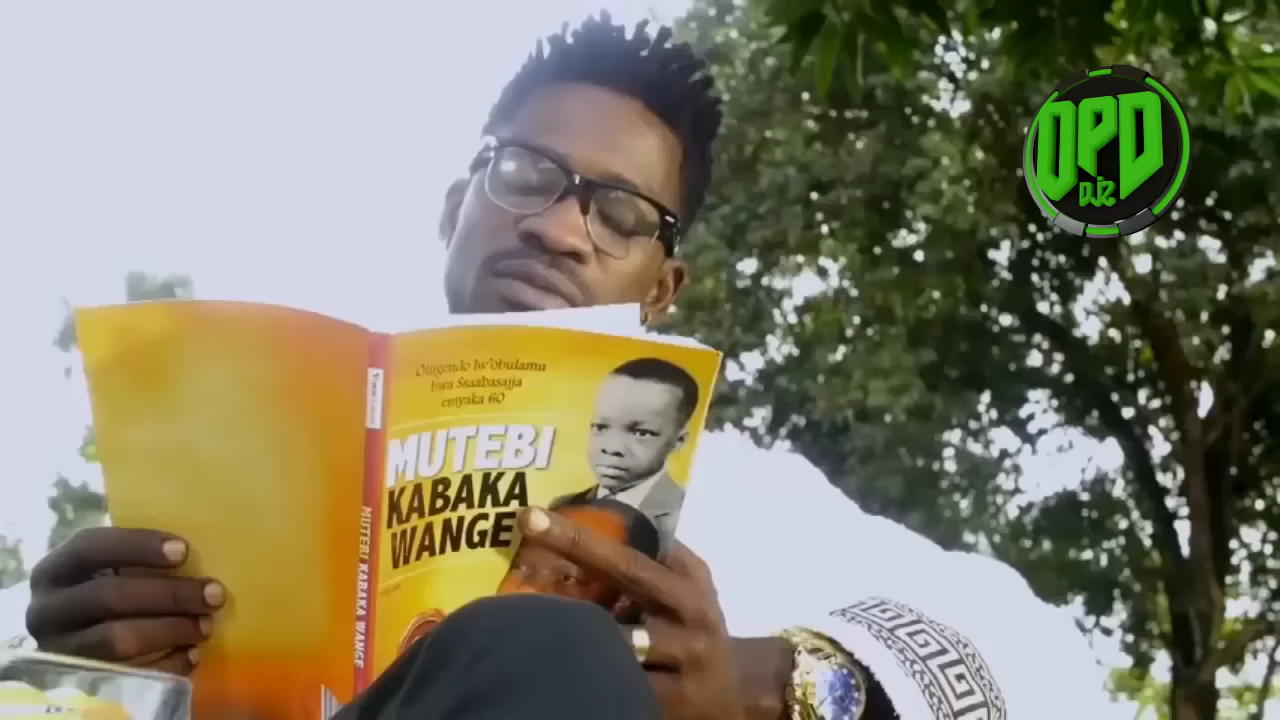 Olugendo lw'obulamu
bwa Ssaabasajja
emyaka 60
MUTEBI
KABAKA
WANGE
MUTEBI KABAKA WANGE
DPD
DJz